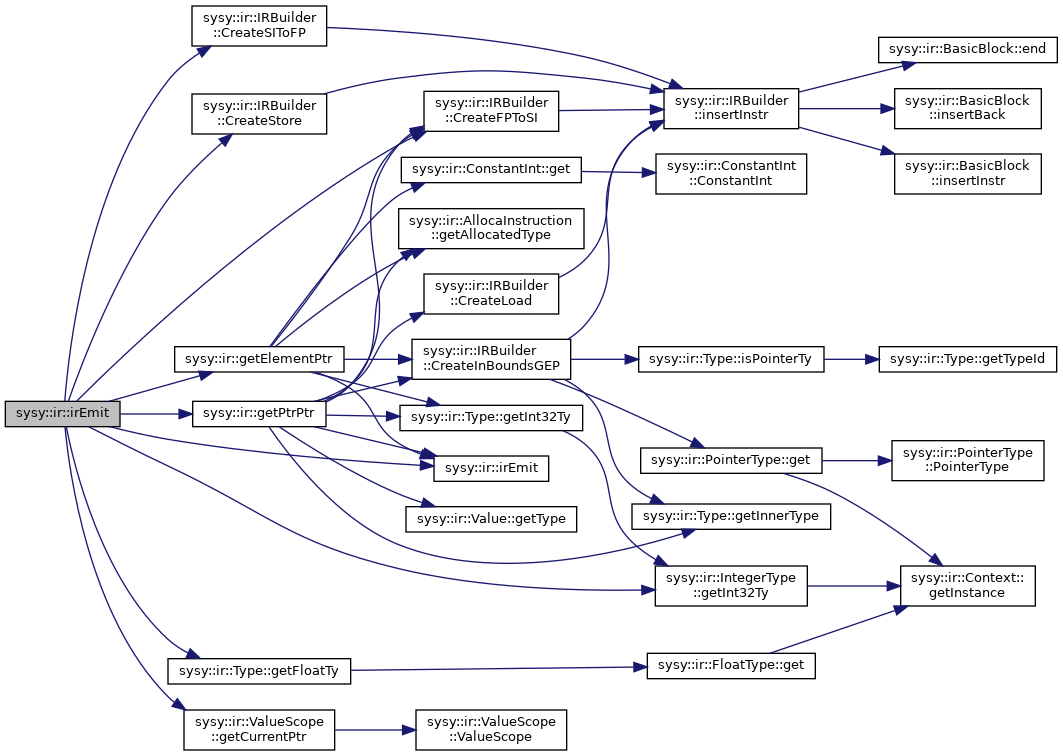 sysy::ir::irEmit
sysy::ir::IRBuilder
::CreateSIToFP
sysy::ir::IRBuilder
::CreateStore
sysy::ir::getElementPtr
sysy::ir::getPtrPtr
sysy::ir::Type::getFloatTy
sysy::ir::ValueScope
::getCurrentPtr
sysy::ir::IRBuilder
::CreateFPToSI
sysy::ir::ConstantInt::get
sysy::ir::AllocaInstruction
::getAllocatedType
sysy::ir::IRBuilder
::CreateLoad
sysy::ir::IRBuilder
::CreateInBoundsGEP
sysy::ir::Type::getInt32Ty
sysy::ir::irEmit
sysy::ir::Value::getType
sysy::ir::ValueScope
::ValueScope
sysy::ir::IRBuilder
::insertInstr
sysy::ir::ConstantInt
::ConstantInt
sysy::ir::Type::isPointerTy
sysy::ir::PointerType::get
sysy::ir::Type::getInnerType
sysy::ir::IntegerType
::getInt32Ty
sysy::ir::FloatType::get
sysy::ir::BasicBlock::end
sysy::ir::BasicBlock
::insertBack
sysy::ir::BasicBlock
::insertInstr
sysy::ir::Type::getTypeId
sysy::ir::PointerType
::PointerType
sysy::ir::Context::
getInstance